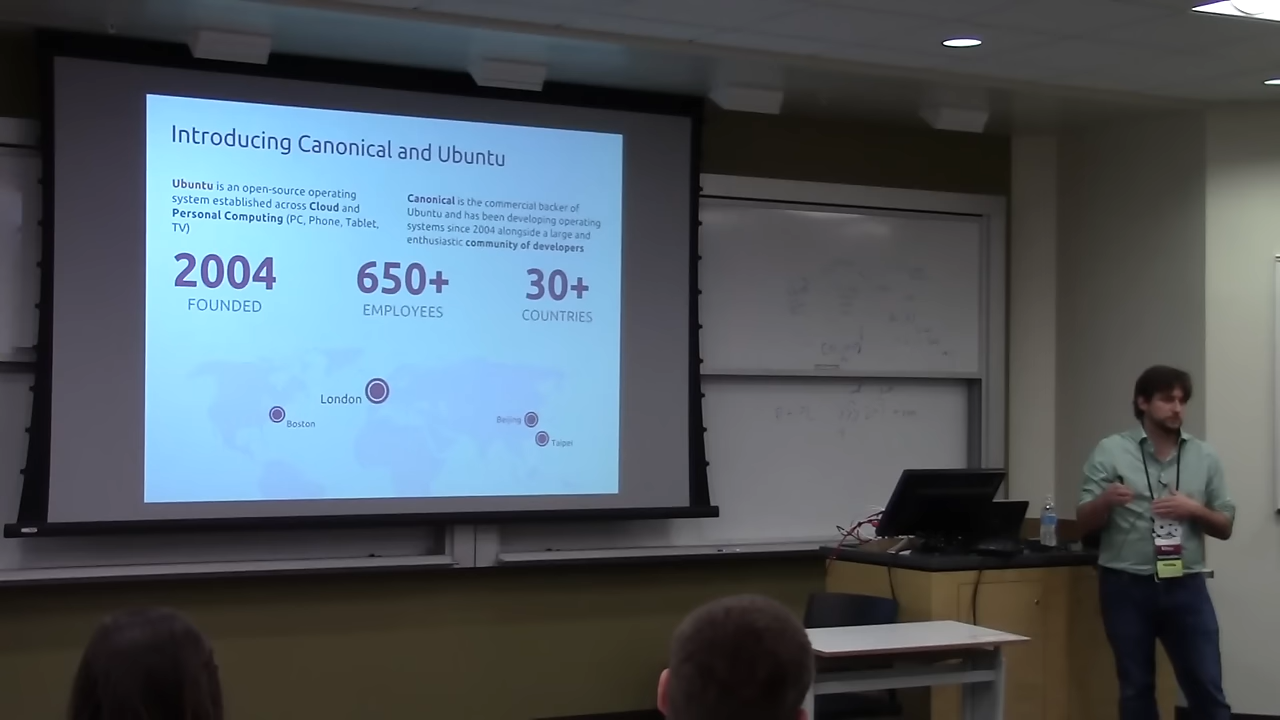 Introducing Canonical and Ubuntu
Ubuntu is an open-source operating
system established across Cloud and
Personal Computing (PC, Phone, Tablet,
TV)
Canonical is the commercial backer of
Ubuntu and has been developing operating
systems since 2004 alongside a large and
enthusiastic community of developers
2004
FOUNDED
650+
EMPLOYEES
30+
COUNTRIES
London
Boston
Beijing
Taipei